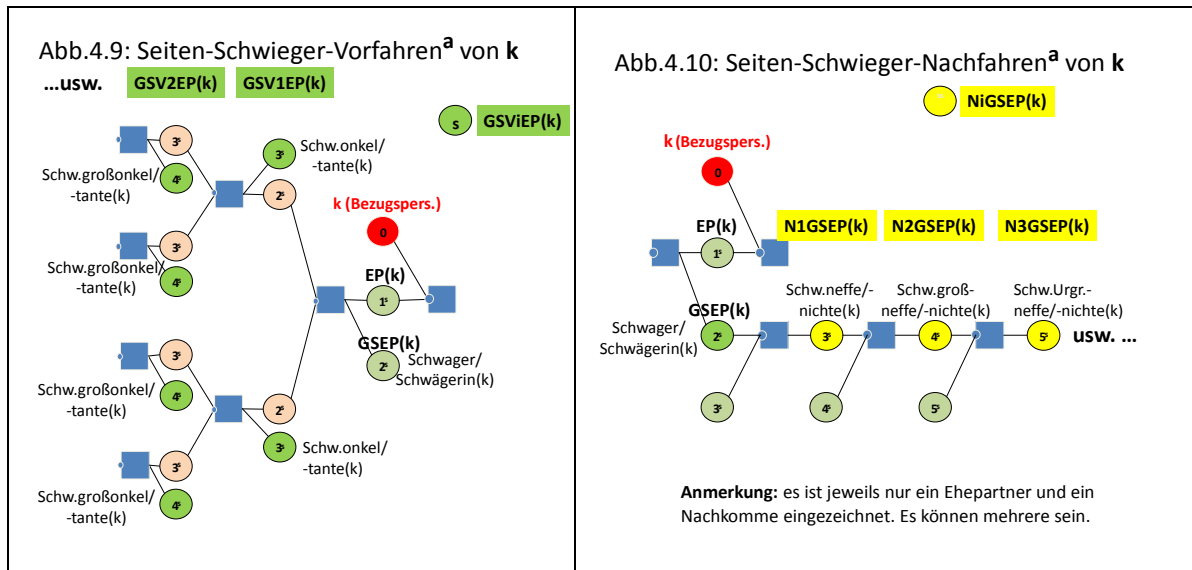 Abb.4.9: Seiten-Schwieger-Vorfahrenᵃ von k
...usw. GSV2EP(k) GSV1EP(k)
s GSViEP(k)
3ˢ
Schw.onkel/
-tante(k)
3ˢ
4ˢ
Schw.großonkel/
-tante(k)
2ˢ
k (Bezugspers.)
0
3ˢ
4ˢ
Schw.großonkel/
-tante(k)
EP(k)
1ˢ
GSEP(k)
2ˢ
Schwager/
Schwägerin(k)
3ˢ
4ˢ
Schw.großonkel/
-tante(k)
2ˢ
3ˢ
Schw.onkel/
-tante(k)
3ˢ
4ˢ
Schw.großonkel/
-tante(k)
Abb.4.10: Seiten-Schwieger-Nachfahrenᵃ von k
NiGSEP(k)
k (Bezugspers.)
0
EP(k)
1ˢ
N1GSEP(k) N2GSEP(k) N3GSEP(k)
GSEP(k)
Schwager/
Schwägerin(k)
2ˢ
Schw.neffe/-
nichte(k)
3ˢ
Schw.groß-
neffe/-nichte(k)
4ˢ
Schw.Urgr.-
neffe/-nichte(k)
5ˢ
usw. ...
3ˢ 4ˢ 5ˢ
Anmerkung: es ist jeweils nur ein Ehepartner und ein
Nachkomme eingezeichnet. Es können mehrere sein.